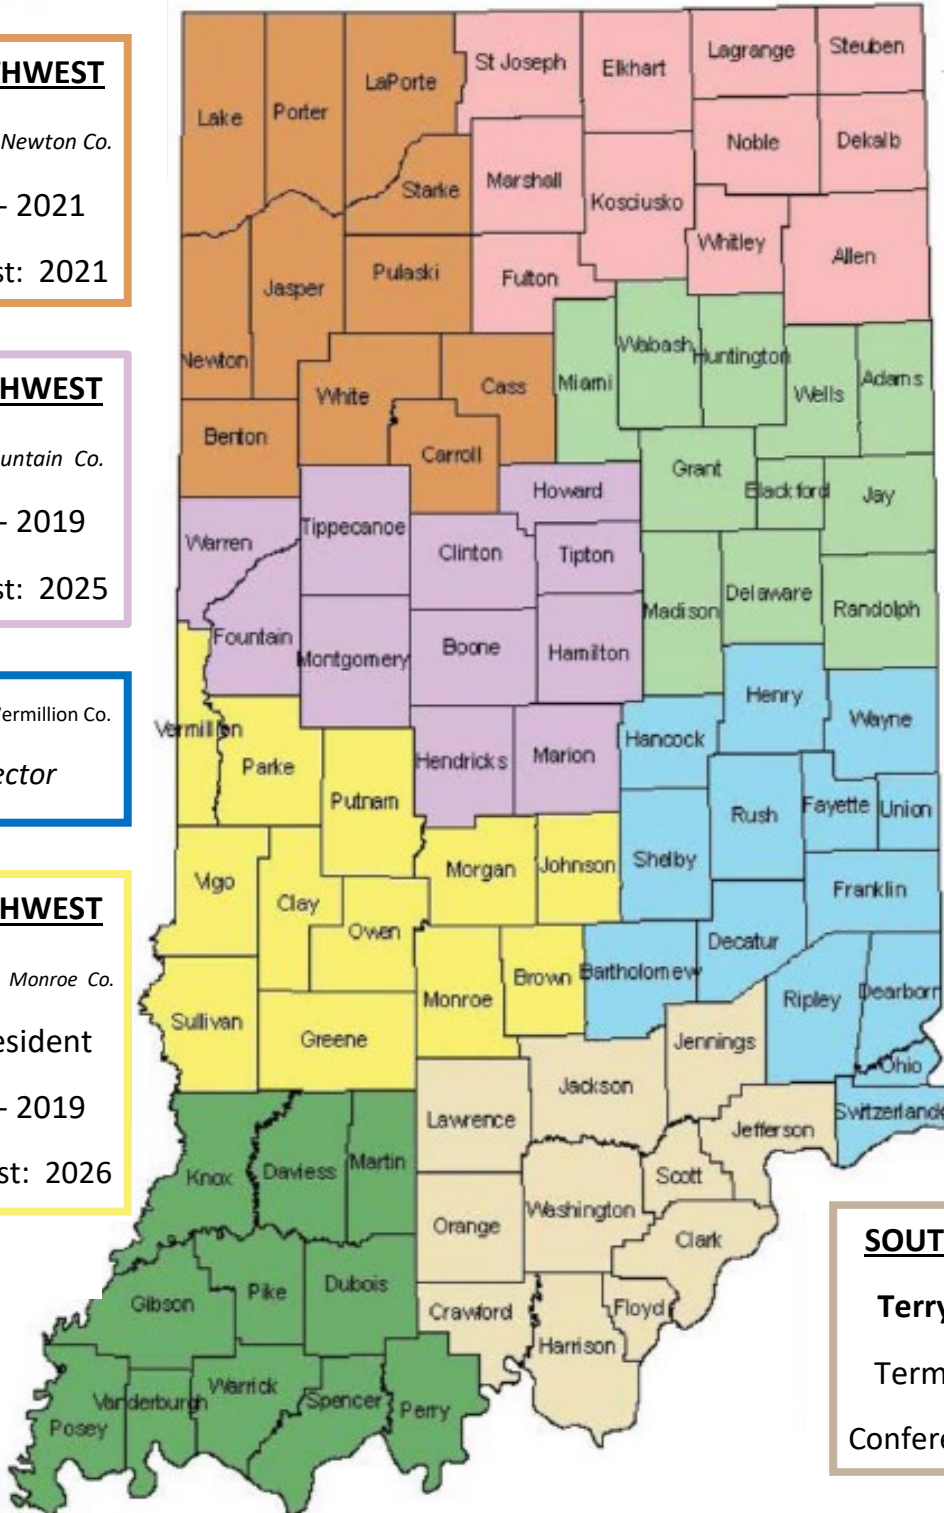 THWEST
Newton Co.
- 2021
st: 2021
HWEST
untain Co.
- 2019
st: 2025
Vermillion Co.
ector
HWEST
Monroe Co.
esident
- 2019
st: 2026
St Joseph
Elkhart
Lagrange
Steuben
Lake
Porter
LaPorte
Noble
Dekalb
Starke
Marshall
Kosciusko
Whitley
Allen
Jasper
Pulaski
Fulton
Newton
White
Cass
Miami
Wabash
Huntington
Wells
Adams
Benton
Carroll
Grant
Blackford
Jay
Howard
Warren
Tippecanoe
Clinton
Tipton
Madison
Delaware
Randolph
Fountain
Montgomery
Boone
Hamilton
Henry
Wayne
Vermillion
Parke
Putnam
Hendricks
Marion
Hancock
Rush
Fayette
Union
Vigo
Clay
Owen
Morgan
Johnson
Shelby
Franklin
Decatur
Sullivan
Greene
Monroe
Brown
Bartholomew
Ripley
Dearborn
Jennings
Ohio
Jackson
Lawrence
Switzerland
Jefferson
Knox
Daviess
Martin
Scott
Orange
Washington
Clark
Gibson
Pike
Dubois
Crawford
Floyd
Harrison
Posey
Vanderburgh
Warrick
Spencer
Perry
SOUT
Terry
Term
Confere